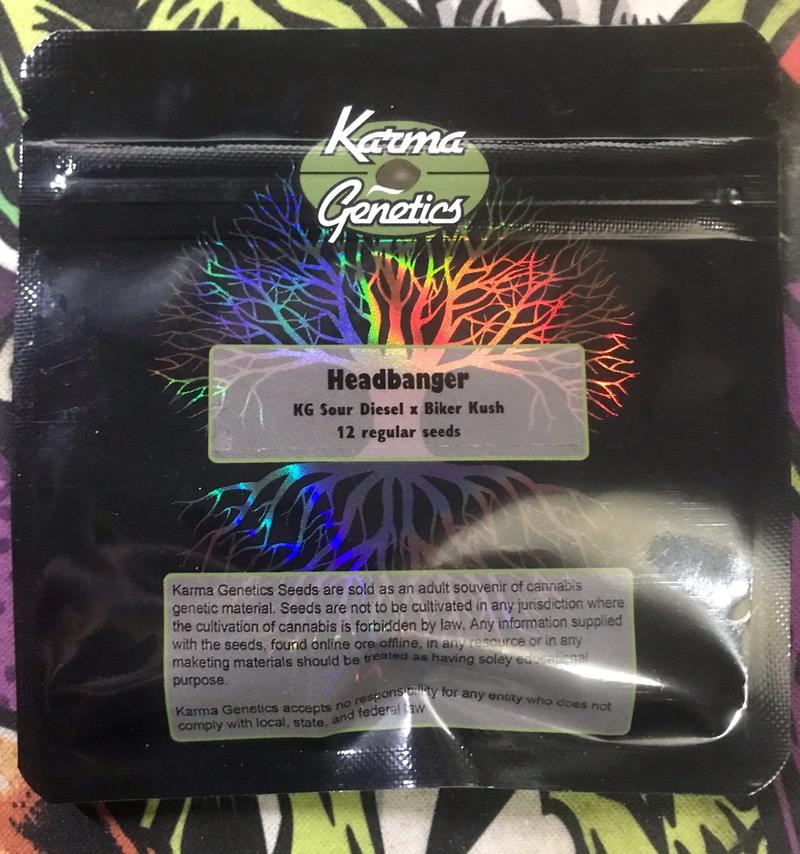 Karma
Genetics
Headbanger
KG Sour Diesel x Biker Kush
12 regular seeds
Karma Genetics Seeds are sold as an adult souvenir of cannabis
genetic material. Seeds are not to be cultivated in any jurisdiction where
the cultivation of cannabis is forbidden by law. Any information supplied
with the seeds, found online ore offline, in any resource or in any
maketing materials should be treated as having soley educational
purpose.
Karma Genetics accepts no responsibility for any entity who does not
comply with local, state, and federal law